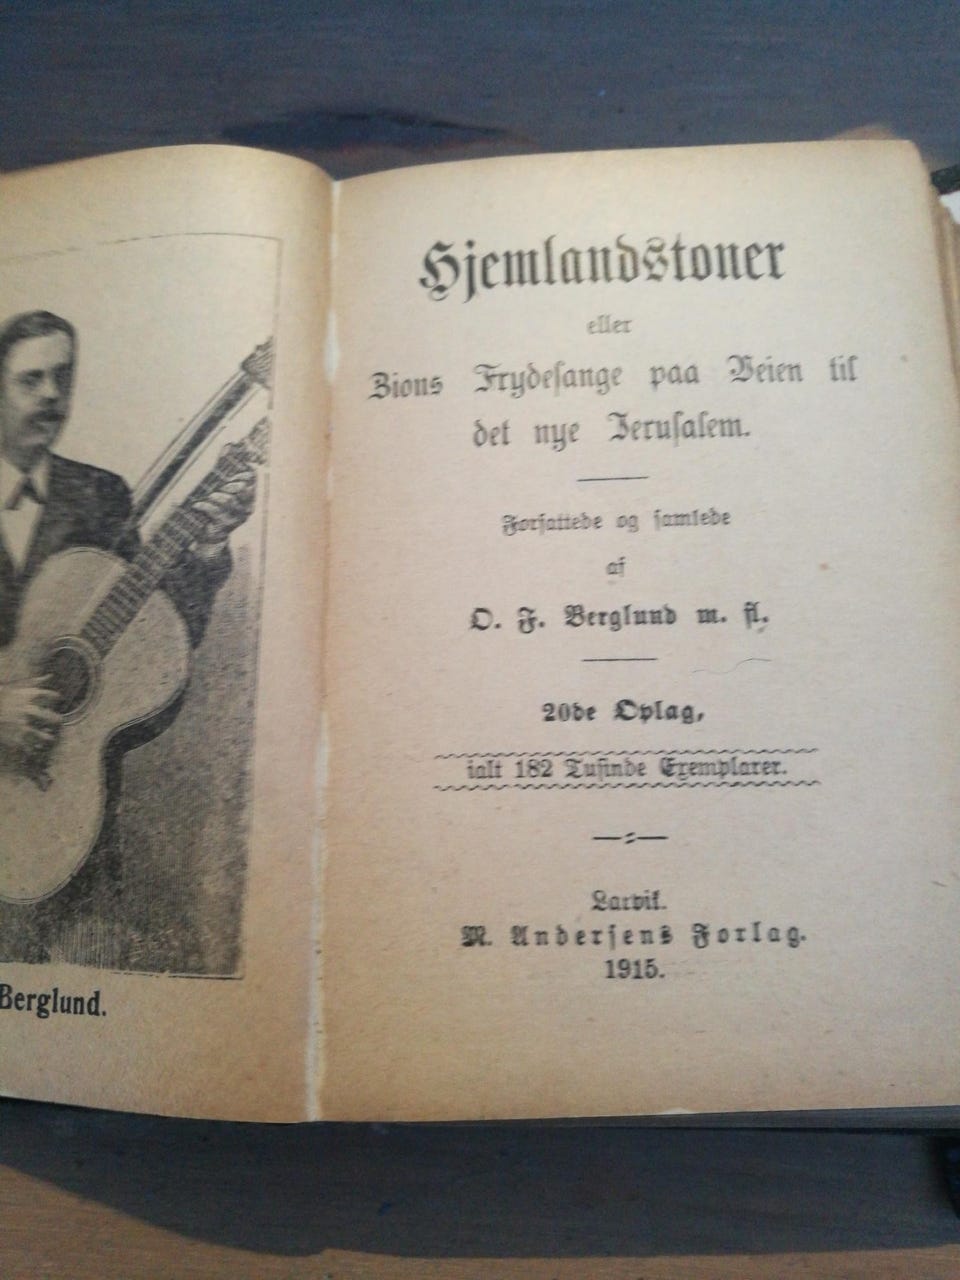 Berglund.
Hjemlandstoner
eller
Zions Frydesange paa Veien til
det nye Jerusalem.
Forfattede og samlede
af
O. F. Berglund m. fl.
20de Oplag,
ialt 182 Tusinde Exemplarer.
Larvik.
M. Andersens Forlag.
1915.